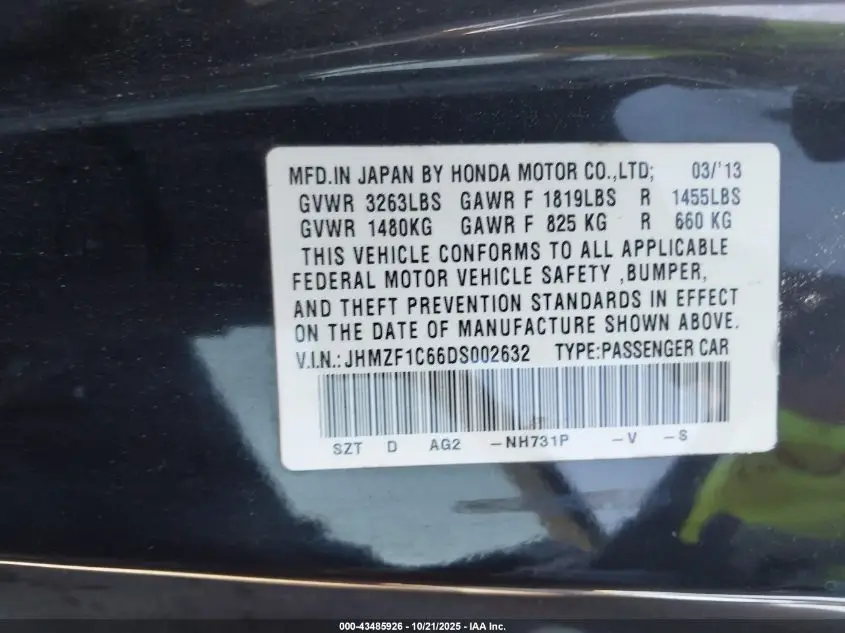 MFD.IN JAPAN BY HONDA MOTOR CO.,LTD; 03/'13
GVWR 3263LBS GAWR F 1819LBS R 1455LBS
GVWR 1480KG GAWR F 825 KG R 660 KG
THIS VEHICLE CONFORMS TO ALL APPLICABLE
FEDERAL MOTOR VEHICLE SAFETY ,BUMPER,
AND THEFT PREVENTION STANDARDS IN EFFECT
ON THE DATE OF MANUFACTURE SHOWN ABOVE.
V.I.N.: JHMZF1C66DS002632 TYPE:PASSENGER CAR
SZT D AG2 -NH731P -V -S
000-43485926 - 10/21/2025 - IAA Inc.